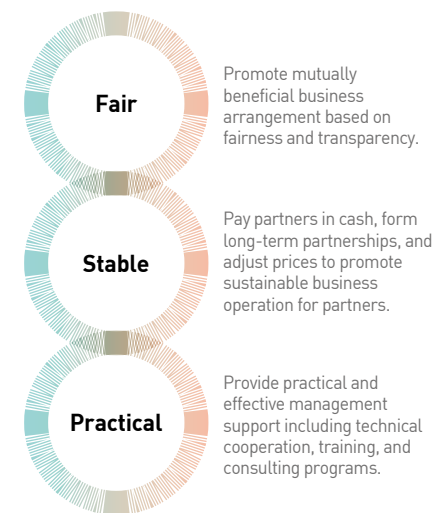 Fair
Promote mutually
beneficial business
arrangement based on
fairness and transparency.
Stable
Pay partners in cash, form
long-term partnerships, and
adjust prices to promote
sustainable business
operation for partners.
Practical
Provide practical and
effective management
support including technical
cooperation, training, and
consulting programs.